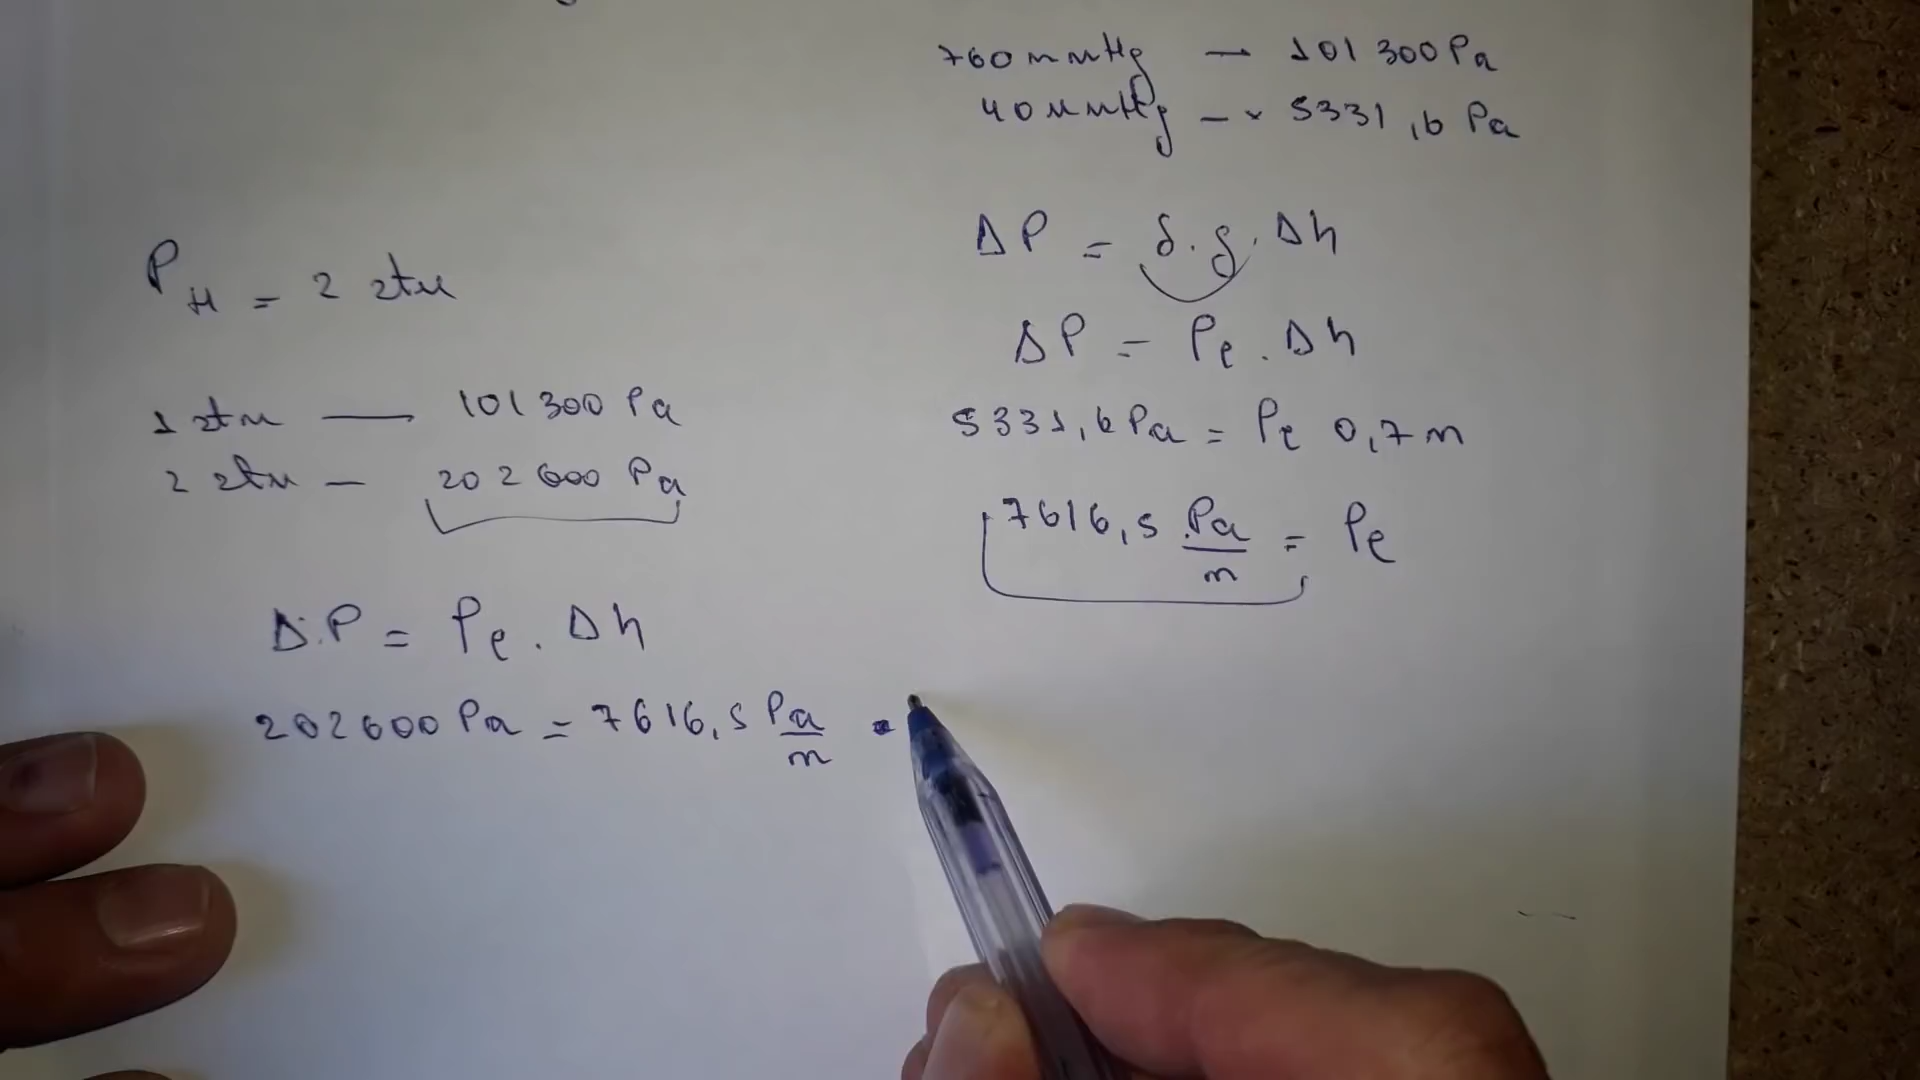 760 mmHg — 101 300 Pa
40 mmHg — x 5331,6 Pa
ΔP = δ.g.Δh
ΔP = Pe . Δh
5331,6 Pa = Pe 0,7 m
7616,5 Pa/m = Pe
PM = 2 atm
1 atm — 101 300 Pa
2 atm — 202 600 Pa
ΔP = Pe . Δh
202600 Pa = 7616,5 Pa/m .